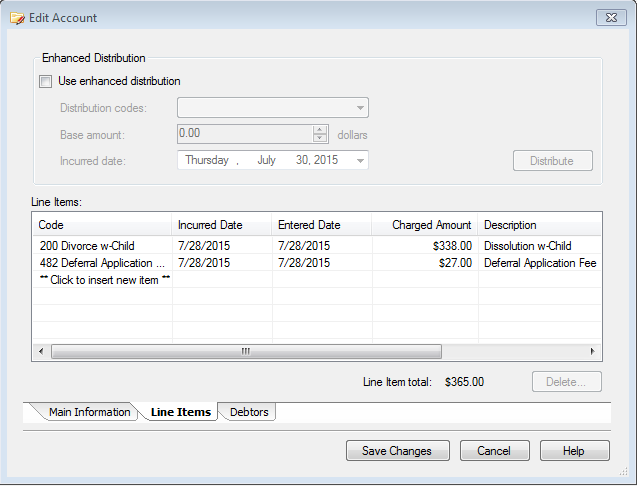 Edit Account
Enhanced Distribution
Use enhanced distribution
Distribution codes:
Base amount: 0.00 dollars
Incurred date: Thursday , July 30, 2015 Distribute
Line Items:
Code Incurred Date Entered Date Charged Amount Description
200 Divorce w-Child 7/28/2015 7/28/2015 $338.00 Dissolution w-Child
482 Deferral Application ... 7/28/2015 7/28/2015 $27.00 Deferral Application Fee
** Click to insert new item **
Line Item total: $365.00 Delete...
Main Information Line Items Debtors
Save Changes Cancel Help